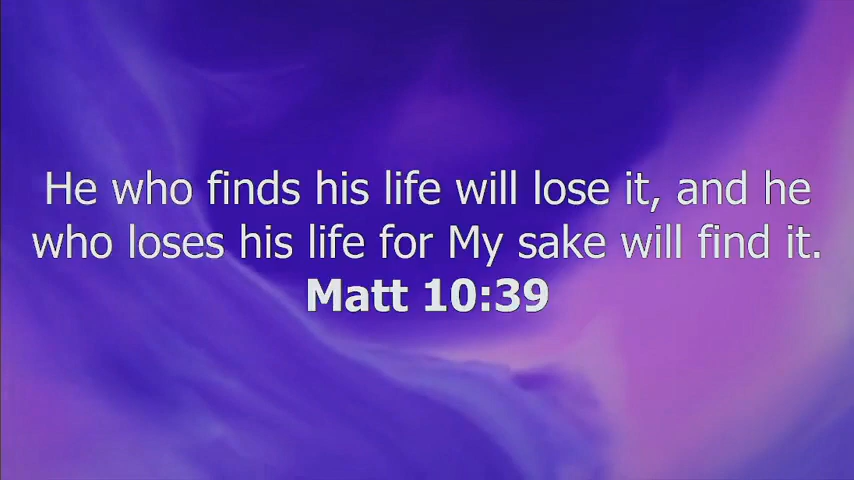 He who finds his life will lose it, and he
who loses his life for My sake will find it.
Matt 10:39